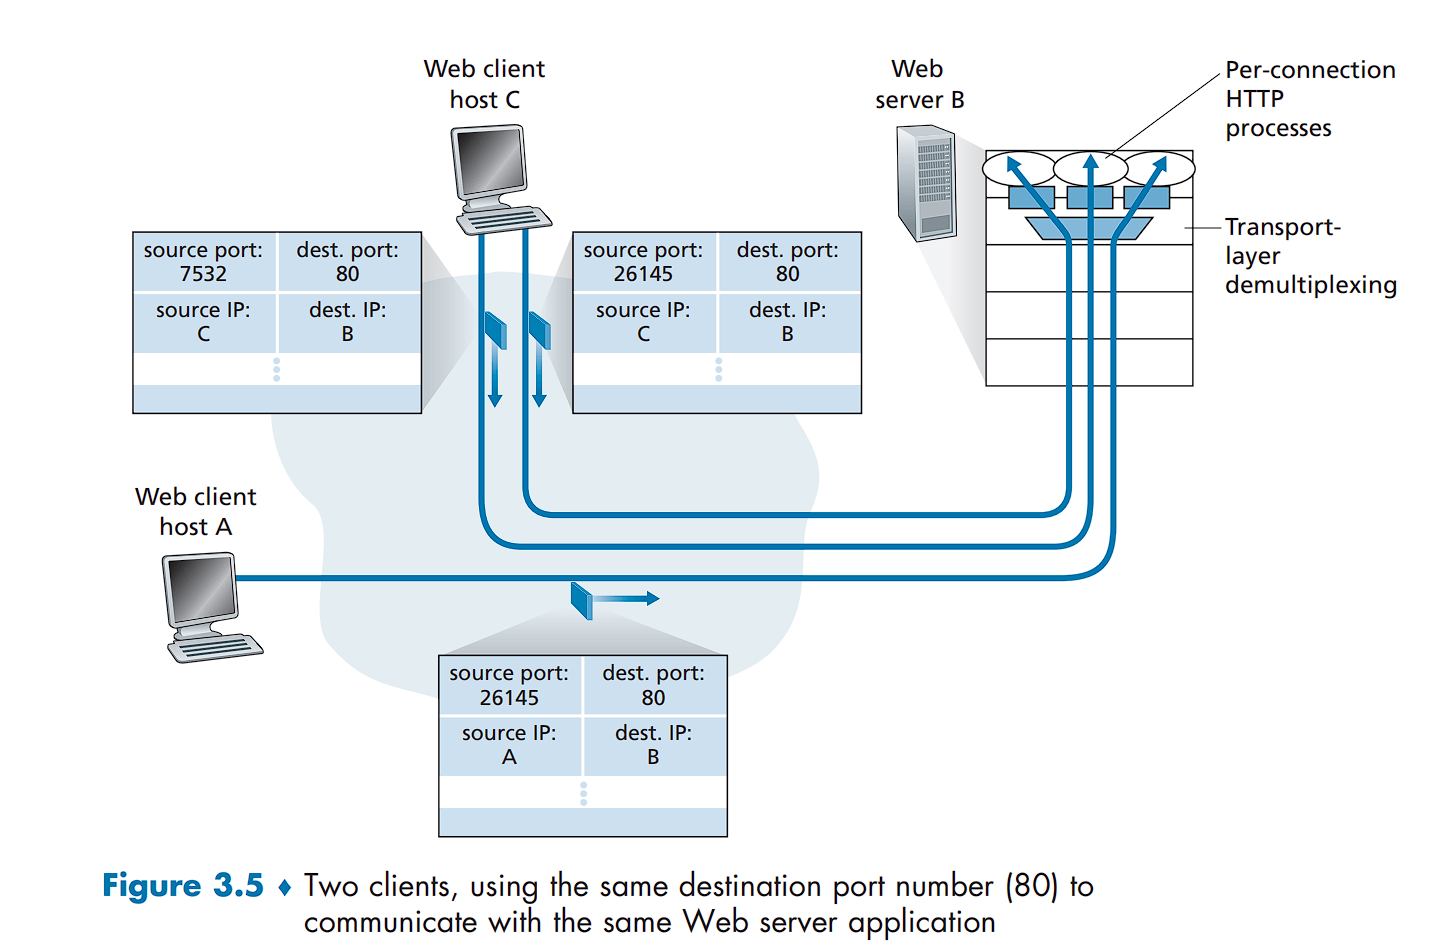 Web client
host C
Web
server B
Per-connection
HTTP
processes
Transport-
layer
demultiplexing
source port:
7532
dest. port:
80
source IP:
C
dest. IP:
B
source port:
26145
dest. port:
80
source IP:
C
dest. IP:
B
Web client
host A
source port:
26145
dest. port:
80
source IP:
A
dest. IP:
B
Figure 3.5 ♦ Two clients, using the same destination port number (80) to
communicate with the same Web server application